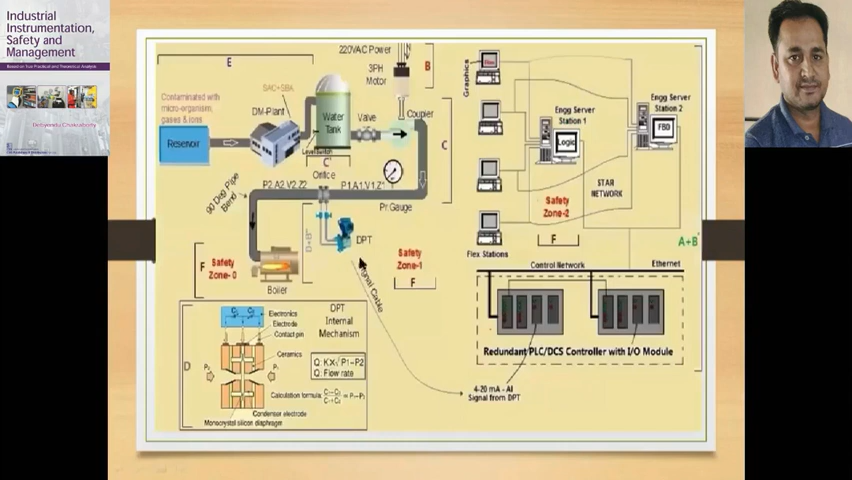 Industrial
Instrumentation,
Safety and
Management
Contaminated with
micro-organism,
gases & ions
Reservoir
E
SAC+SBA
DM-Plant
Water
Tank
Level Switch
Valve
220VAC Power
3PH
Motor
B
Coupler
C
C'
Orifice
P2.A2.V2.Z2
P1.A1.V1.Z1
Pr.Gauge
90 Deg Pipe
Bend
DPT
F
Safety
Zone- 0
Boiler
Safety
Zone-1
F
Graphics
Engg Server
Station 1
Logic
Engg Server
Station 2
FBD
STAR
NETWORK
Safety
Zone-2
F
Flex Stations
A+B
Control Network
Ethernet
Redundant PLC/DCS Controller with I/O Module
4-20 mA - AI
Signal from DPT
D
Electronics
Electrode
Contact pin
Ceramics
Condenser electrode
Monocrystal silicon diaphragm
DPT
Internal
Mechanism
Q: Flow rate
Calculation formula: